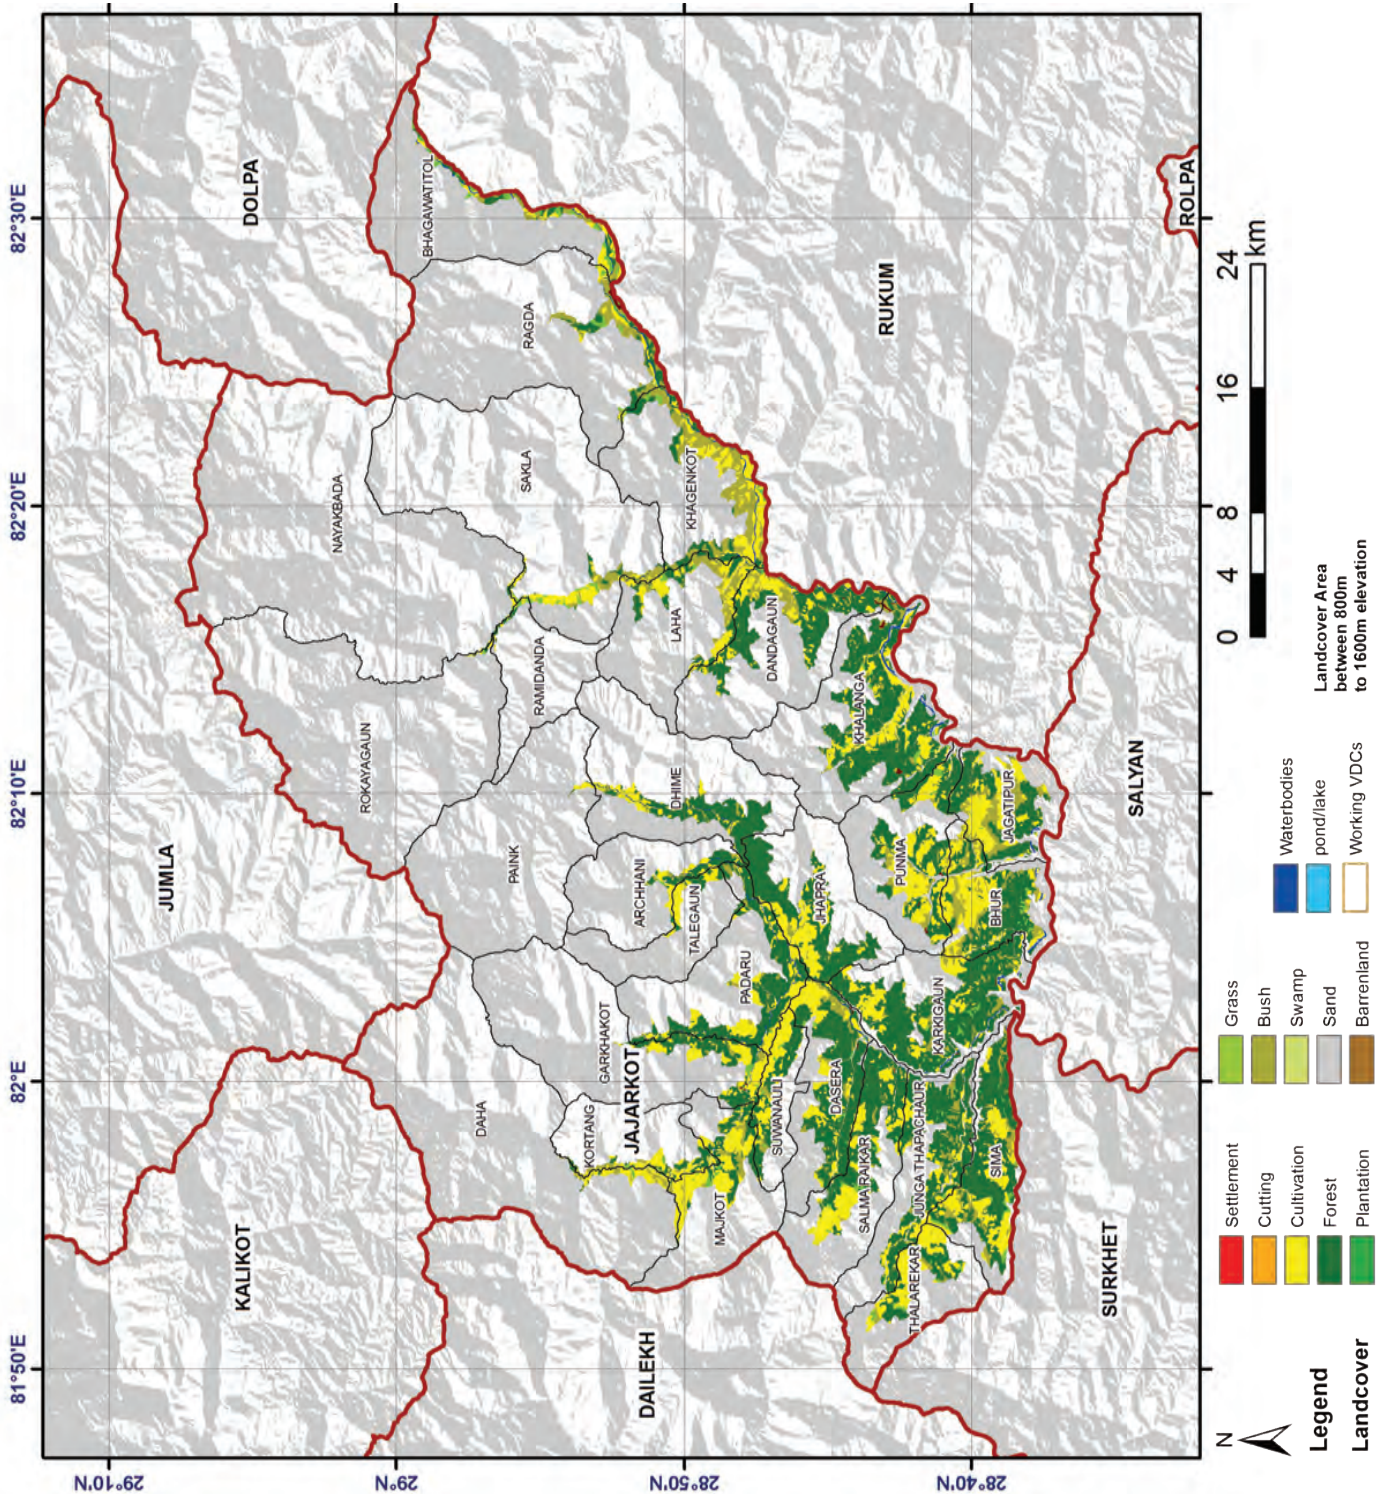 29°10'N
29°N
28°50'N
28°40'N
81°50'E
82°E
82°10'E
82°20'E
82°30'E
KALIKOT
JUMLA
DOLPA
DAILEKH
JAJARKOT
RUKUM
SURKHET
SALYAN
ROLPA
NAYAKBADA
ROKAYAGAUN
BHAGAWATITOL
RAGDA
SAKLA
DAHA
PAINK
RAMIDANDA
KHAGENKOT
LAHA
DHIME
ARCHHANI
TALEGAUN
GARKHAKOT
KORTANG
MAJKOT
PADARU
SUWANAULI
DANDAGAUN
KHALANGA
JHAPRA
DASERA
SALMA RAIKAR
PUNMA
JAGATIPUR
BHUR
KARKIGAUN
JUNGA THAPACHAUR
THALAREKAR
SIMA
N
Legend
Landcover
Settlement
Cutting
Cultivation
Forest
Plantation
Grass
Bush
Swamp
Sand
Barrenland
Waterbodies
pond/lake
Working VDCs
Landcover Area
between 800m
to 1600m elevation
0 4 8 16 24
km